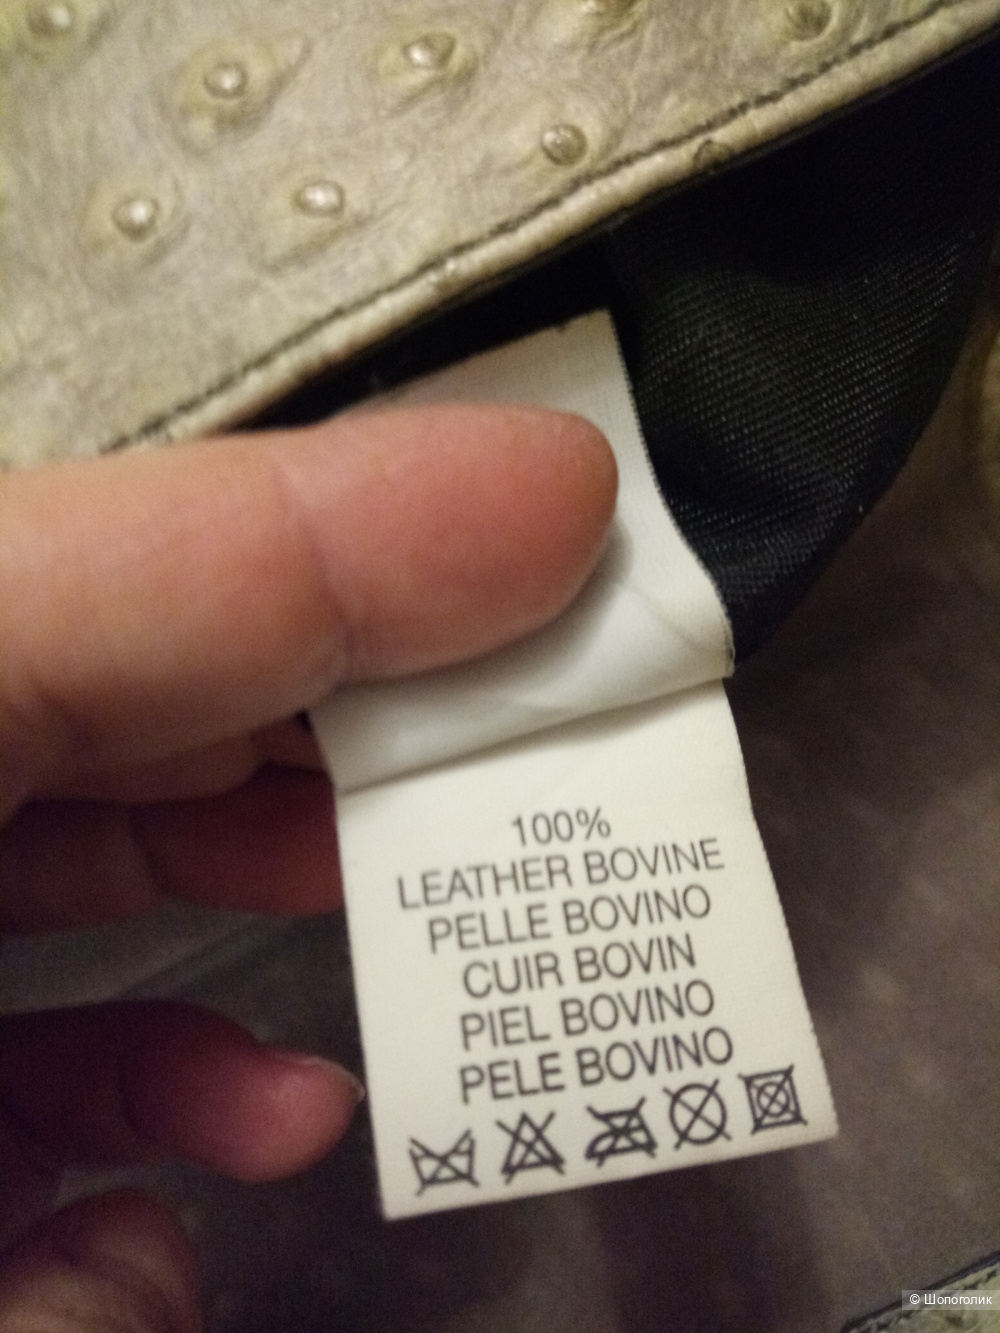 100%
LEATHER BOVINE
PELLE BOVINO
CUIR BOVIN
PIEL BOVINO
PELE BOVINO
© Шопоголик